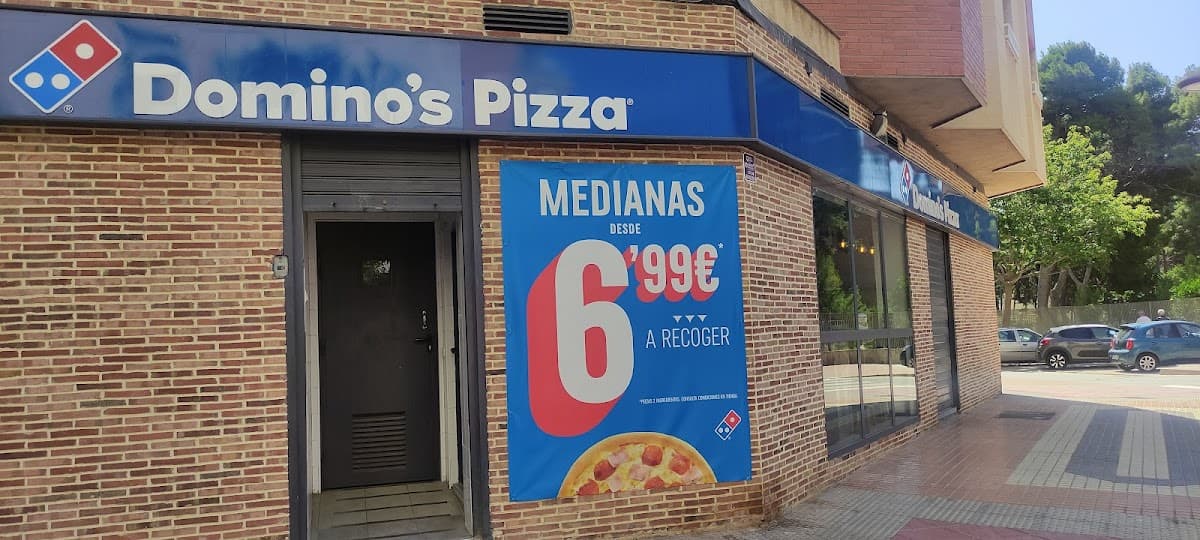 Domino's Pizza
MEDIANAS
DESDE
6'99€*
A RECOGER
Domino's Pizza